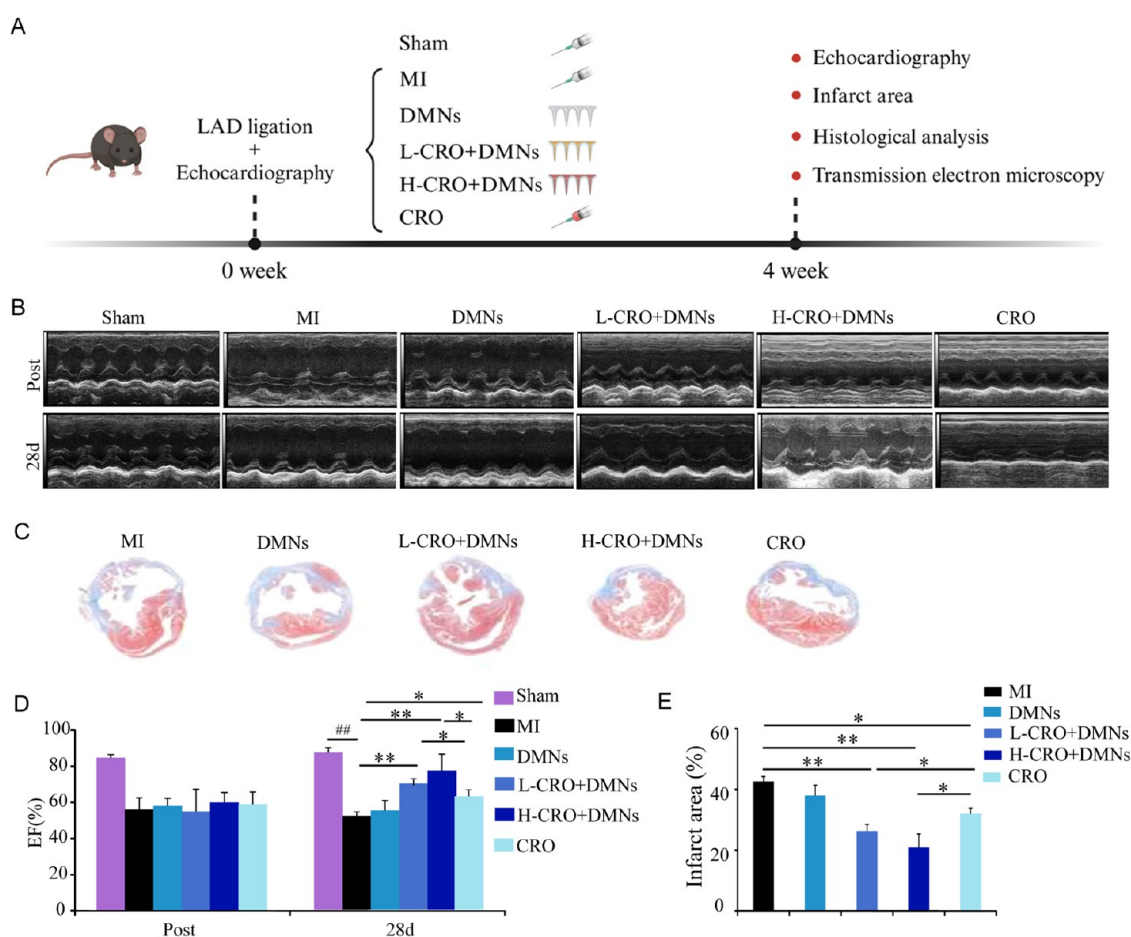 A
Sham
MI
DMNs
L-CRO+DMNs
H-CRO+DMNs
CRO
LAD ligation
+
Echocardiography
Echocardiography
Infarct area
Histological analysis
Transmission electron microscopy
0 week
4 week
B
Sham MI DMNs L-CRO+DMNs H-CRO+DMNs CRO
Post
28d
C
MI DMNs L-CRO+DMNs H-CRO+DMNs CRO
D
EF(%)
100
80
60
40
20
0
Post 28d
##
**
**
*
*
*
Sham
MI
DMNs
L-CRO+DMNs
H-CRO+DMNs
CRO
E
Infarct area (%)
60
40
20
0
*
**
** *
*
MI
DMNs
L-CRO+DMNs
H-CRO+DMNs
CRO